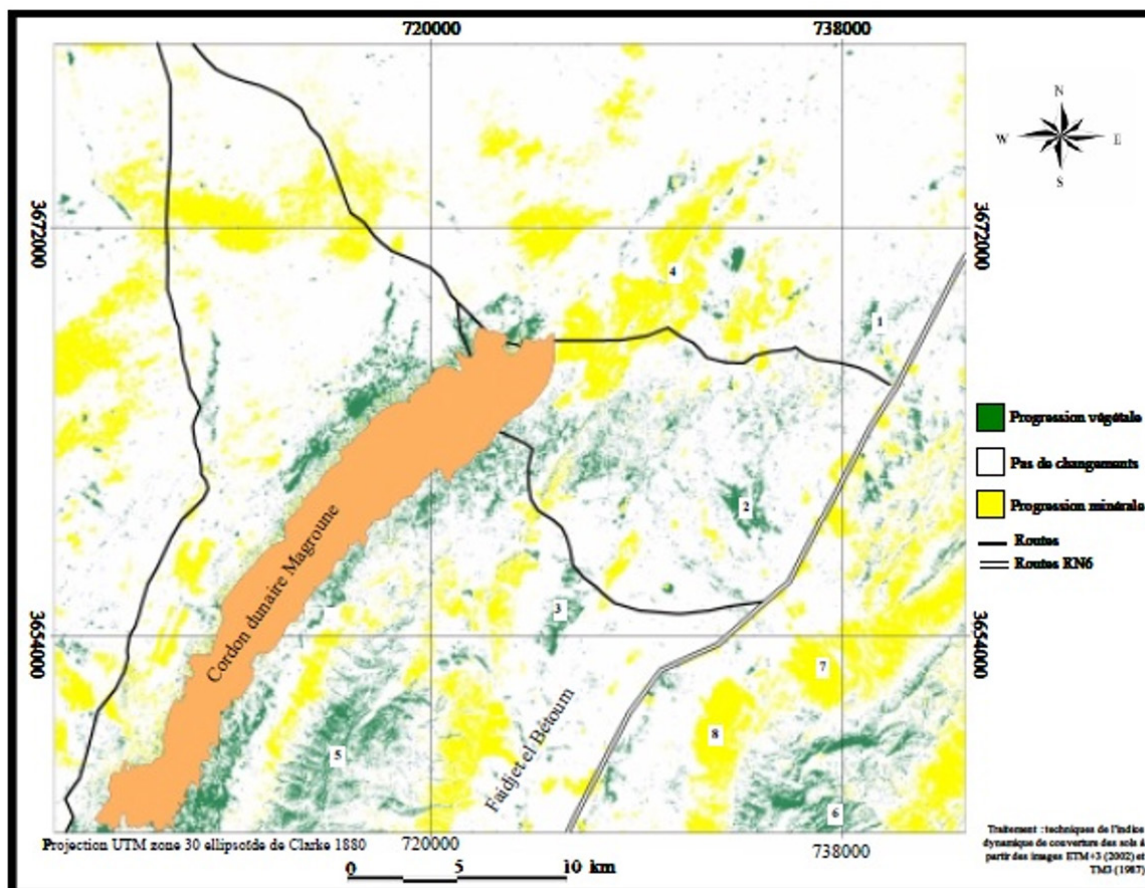 720000
738000
N
W
E
S
3672000
3672000
4
1
Progression végétale
Pas de changements
Progression minérale
Routes
Routes RN6
2
3
Cordon dunaire Magroune
3654000
3654000
7
8
5
6
Faidjet el Betoum
Projection UTM zone 30 ellipsoïde de Clarke 1880
720000
738000
0 5 10 km
Traitement : techniques de l'indice
dynamique de couverture des sols à
partir des images ETM+3 (2002) et
TM3 (1987)